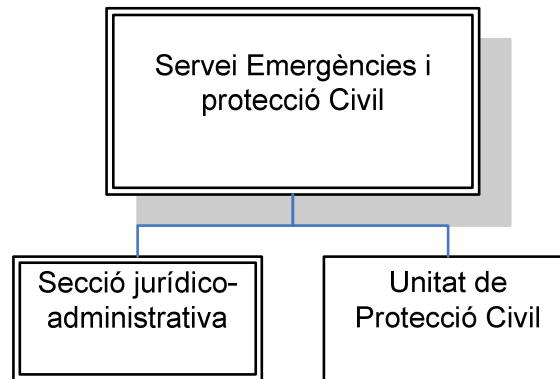 Servei Emergències i
protecció Civil
Secció jurídico-
administrativa
Unitat de
Protecció Civil